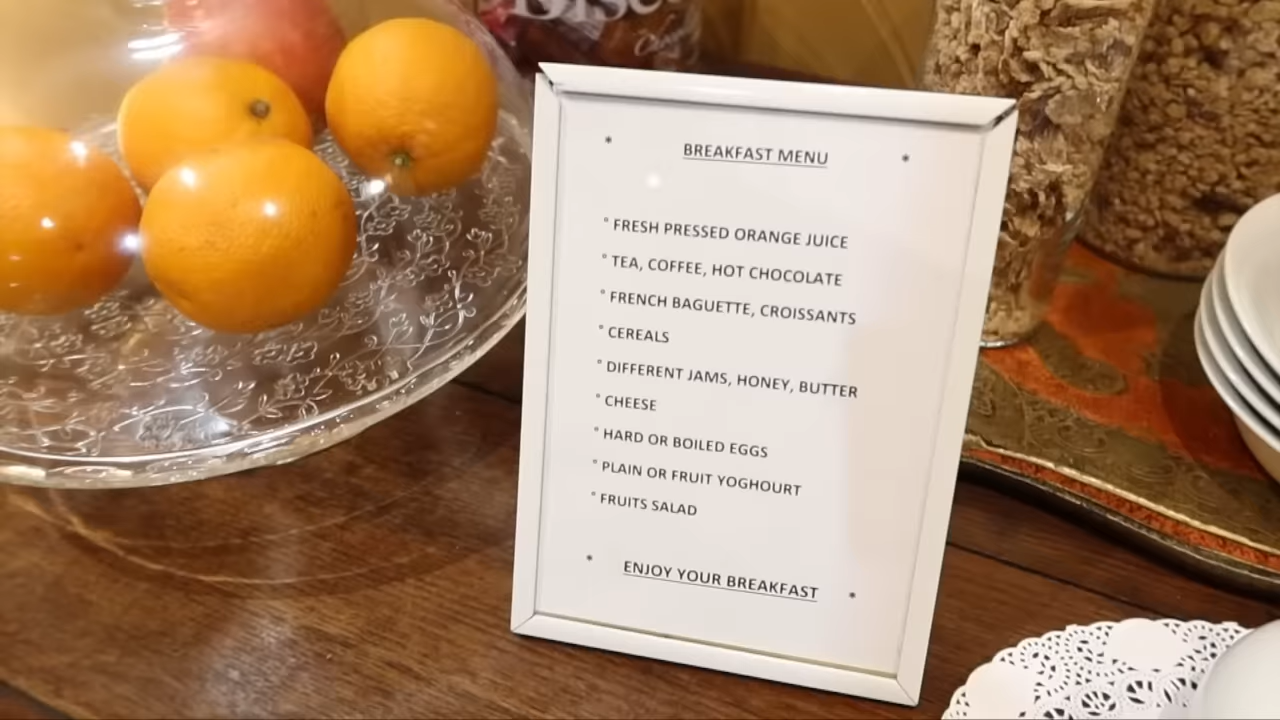 * BREAKFAST MENU *
° FRESH PRESSED ORANGE JUICE
° TEA, COFFEE, HOT CHOCOLATE
° FRENCH BAGUETTE, CROISSANTS
° CEREALS
° DIFFERENT JAMS, HONEY, BUTTER
° CHEESE
° HARD OR BOILED EGGS
° PLAIN OR FRUIT YOGHOURT
° FRUITS SALAD
* ENJOY YOUR BREAKFAST *